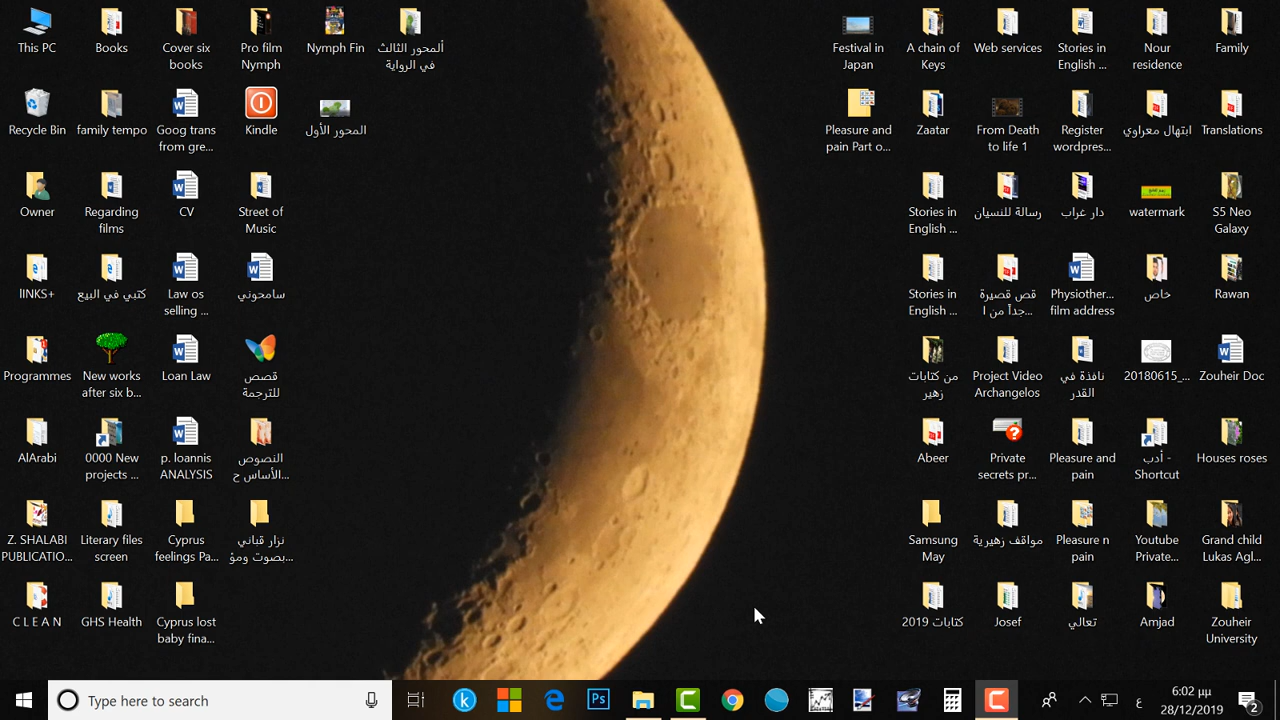 This PC
Books
Cover six
books
Pro film
Nymph
Nymph Fin
ألمحور الثالث
في الرواية
Festival in
Japan
A chain of
Keys
Web services
Stories in
English ...
Nour
residence
Family
Recycle Bin
family tempo
Goog trans
from gre...
Kindle
المحور الأول
Pleasure and
pain Part o...
Zaatar
From Death
to life 1
Register
wordpres...
ابتهال معراوي
Translations
Owner
Regarding
films
CV
Street of
Music
Stories in
English ...
رسالة للنسيان
دار غراب
watermark
S5 Neo
Galaxy
lINKS+
كتبي في البيع
Law os
selling ...
سامحوني
Stories in
English ...
قص قصيرة
جداً من ا...
Physiother...
film address
خاص
Rawan
Programmes
New works
after six b...
Loan Law
قصص
للترجمة
من كتابات
زهير
Project Video
Archangelos
نافذة في
القدر
20180615_...
Zouheir Doc
AlArabi
0000 New
projects ...
p. Ioannis
ANALYSIS
النصوص
الأساس ح...
Abeer
Private
secrets pr...
Pleasure and
pain
أدب -
Shortcut
Houses roses
Z. SHALABI
PUBLICATIO...
Literary files
screen
Cyprus
feelings Pa...
نزار قباني
بصوت ومؤ...
Samsung
May
مواقف زهيرية
Pleasure n
pain
Youtube
Private...
Grand child
Lukas Agl...
C L E A N
GHS Health
Cyprus lost
baby fina...
كتابات 2019
Josef
تعالي
Amjad
Zouheir
University
Type here to search
Ps
ع
6:02 μμ
28/12/2019
2